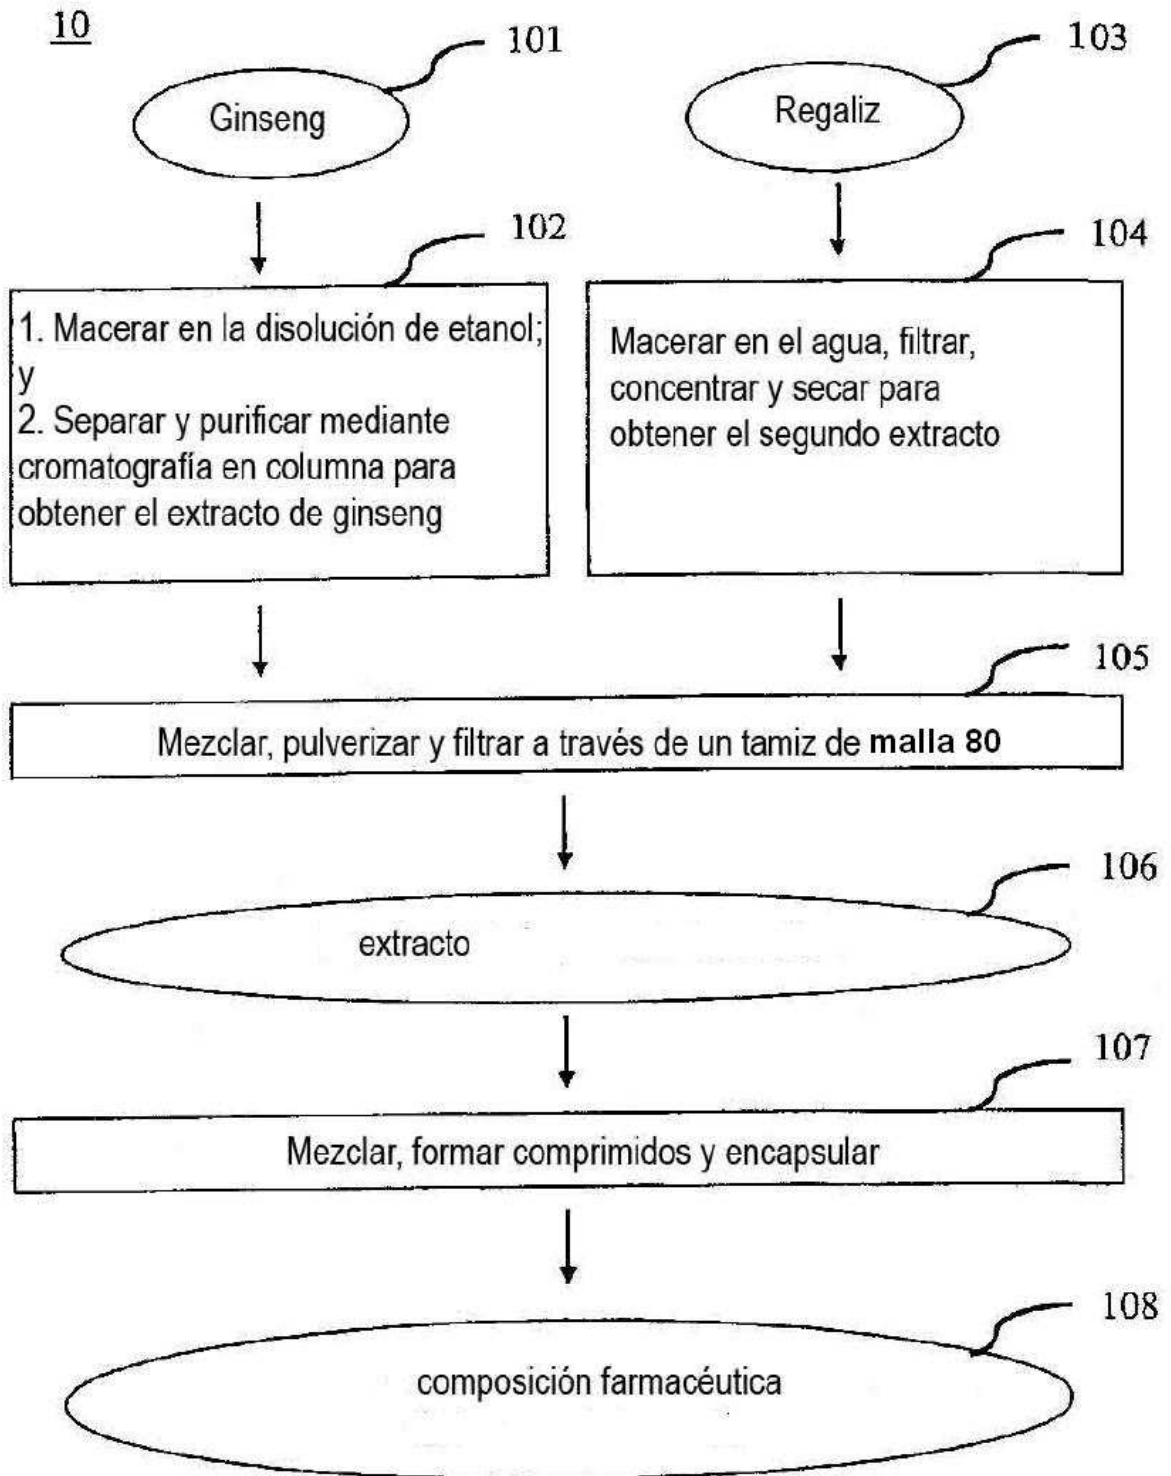 10
101
103
Ginseng
Regaliz
102
104
1. Macerar en la disolución de etanol;
y
2. Separar y purificar mediante
cromatografía en columna para
obtener el extracto de ginseng
Macerar en el agua, filtrar,
concentrar y secar para
obtener el segundo extracto
105
Mezclar, pulverizar y filtrar a través de un tamiz de malla 80
106
extracto
107
Mezclar, formar comprimidos y encapsular
108
composición farmacéutica